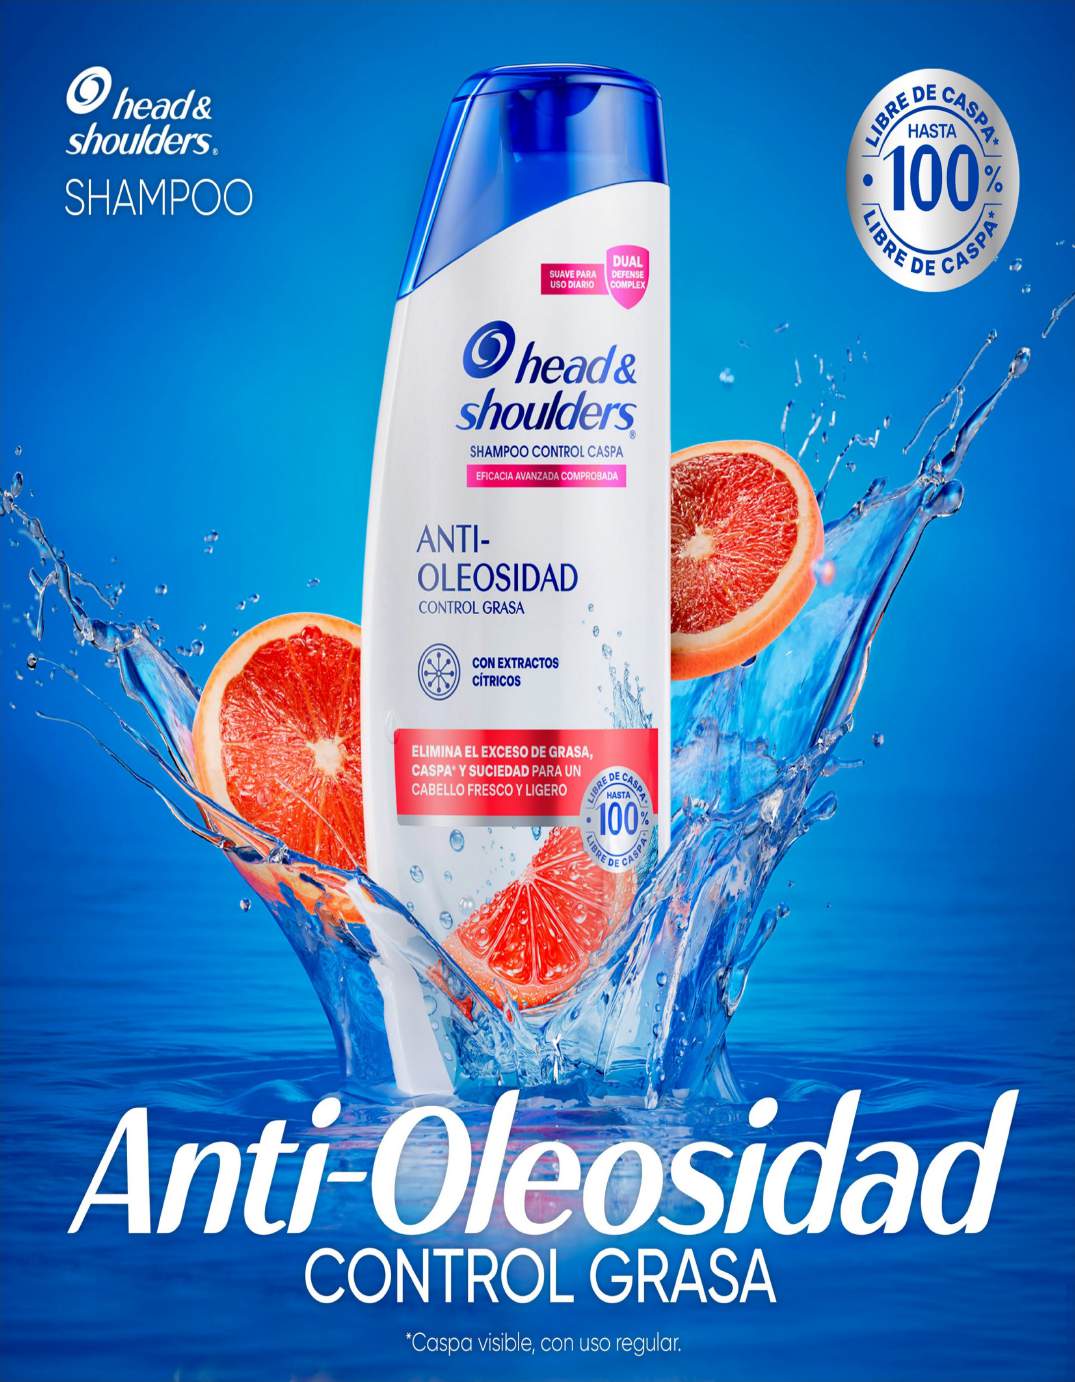 head &
shoulders®
SHAMPOO
LIBRE DE CASPA*
HASTA
100%
LIBRE DE CASPA*
SUAVE PARA
USO DIARIO
DUAL
DEFENSE
COMPLEX
head &
shoulders®
SHAMPOO CONTROL CASPA
EFICACIA AVANZADA COMPROBADA
ANTI-
OLEOSIDAD
CONTROL GRASA
CON EXTRACTOS
CÍTRICOS
ELIMINA EL EXCESO DE GRASA,
CASPA* Y SUCIEDAD PARA UN
CABELLO FRESCO Y LIGERO
LIBRE DE CASPA*
HASTA
100%
LIBRE DE CASPA*
Anti-Oleosidad
CONTROL GRASA
*Caspa visible, con uso regular.